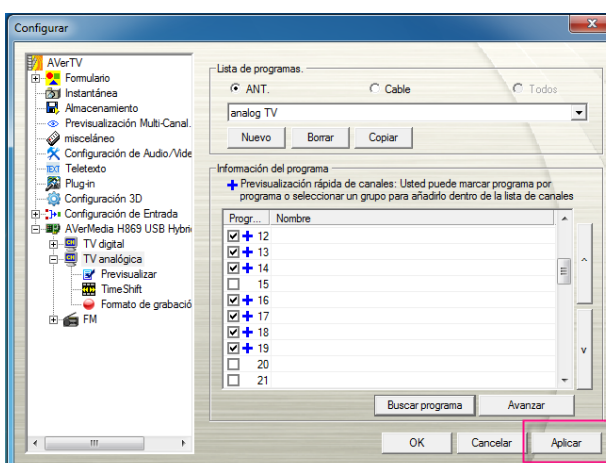 Configurar
AVerTV
Formulario
Instantánea
Almacenamiento
Previsualización Multi-Canal.
misceláneo
Configuración de Audio/Vide
TEXT Teletexto
Plug-in
Configuración 3D
Configuración de Entrada
AVerMedia H869 USB Hybri
TV digital
TV analógica
Previsualizar
TimeShift
Formato de grabació
FM
Lista de programas.
ANT. Cable Todos
analog TV
Nuevo Borrar Copiar
Información del programa
Previsualización rápida de canales: Usted puede marcar programa por
programa o seleccionar un grupo para añadirlo dentro de la lista de canales
Progr... Nombre
12
13
14
15
16
17
18
19
20
21
Buscar programa Avanzar
OK Cancelar Aplicar